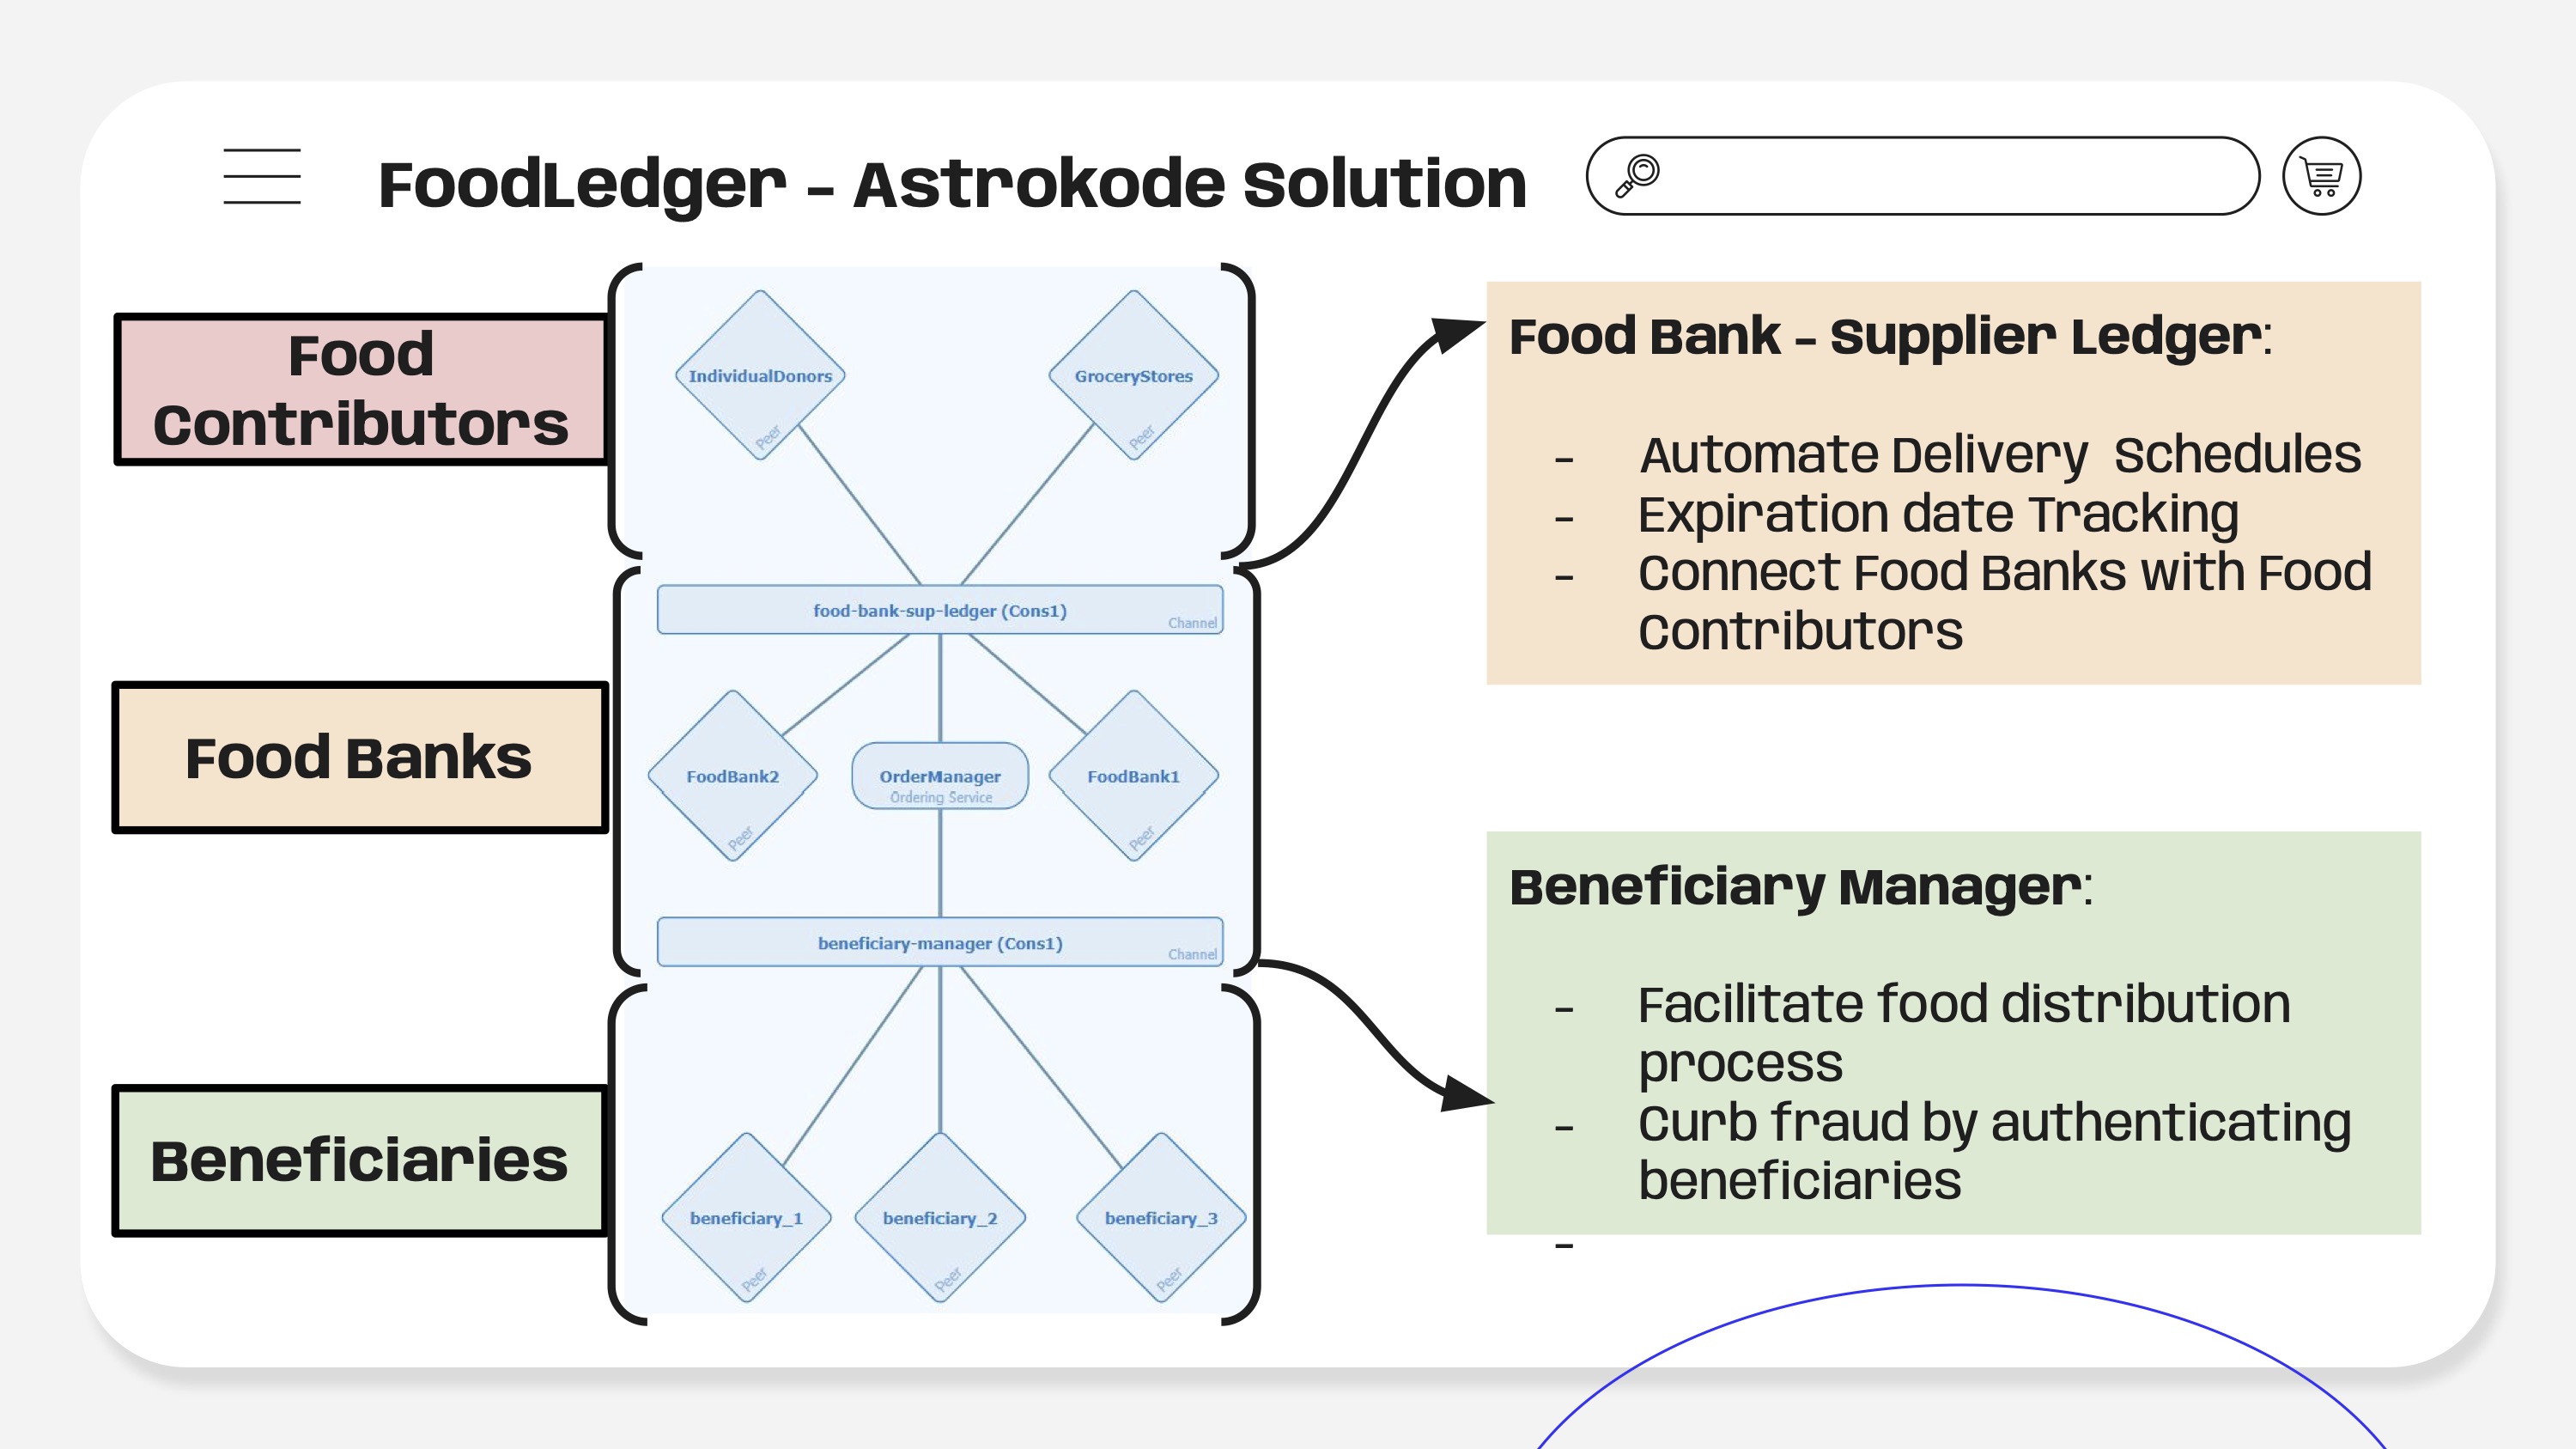 FoodLedger - Astrokode Solution
Food
Contributors
IndividualDonors
Peer
GroceryStores
Peer
food-bank-sup-ledger (Cons1)
Channel
Food Banks
FoodBank2
Peer
OrderManager
Ordering Service
FoodBank1
Peer
beneficiary-manager (Cons1)
Channel
Beneficiaries
beneficiary_1
Peer
beneficiary_2
Peer
beneficiary_3
Peer
Food Bank - Supplier Ledger:
- Automate Delivery  Schedules
- Expiration date Tracking
- Connect Food Banks with Food
Contributors
Beneficiary Manager:
- Facilitate food distribution
process
- Curb fraud by authenticating
beneficiaries
-